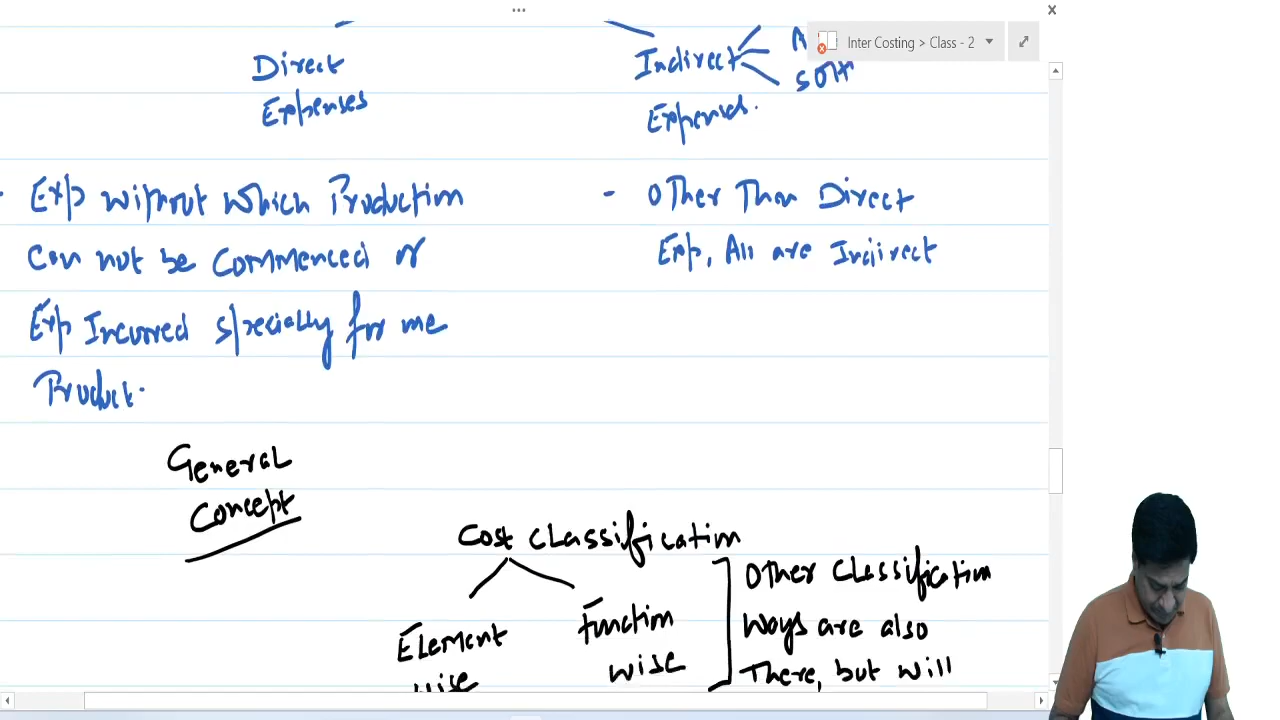 Inter Costing > Class - 2
Direct
Expenses
Indirect
Expenses.
Exp without which Production
Can not be Commenced or
Exp Incurred specially for the
Product.
- Other Than Direct
Exp, All are Indirect
General
Concept
Cost Classification
Element
wise
Function
wise
Other Classification
Ways are also
There, but will